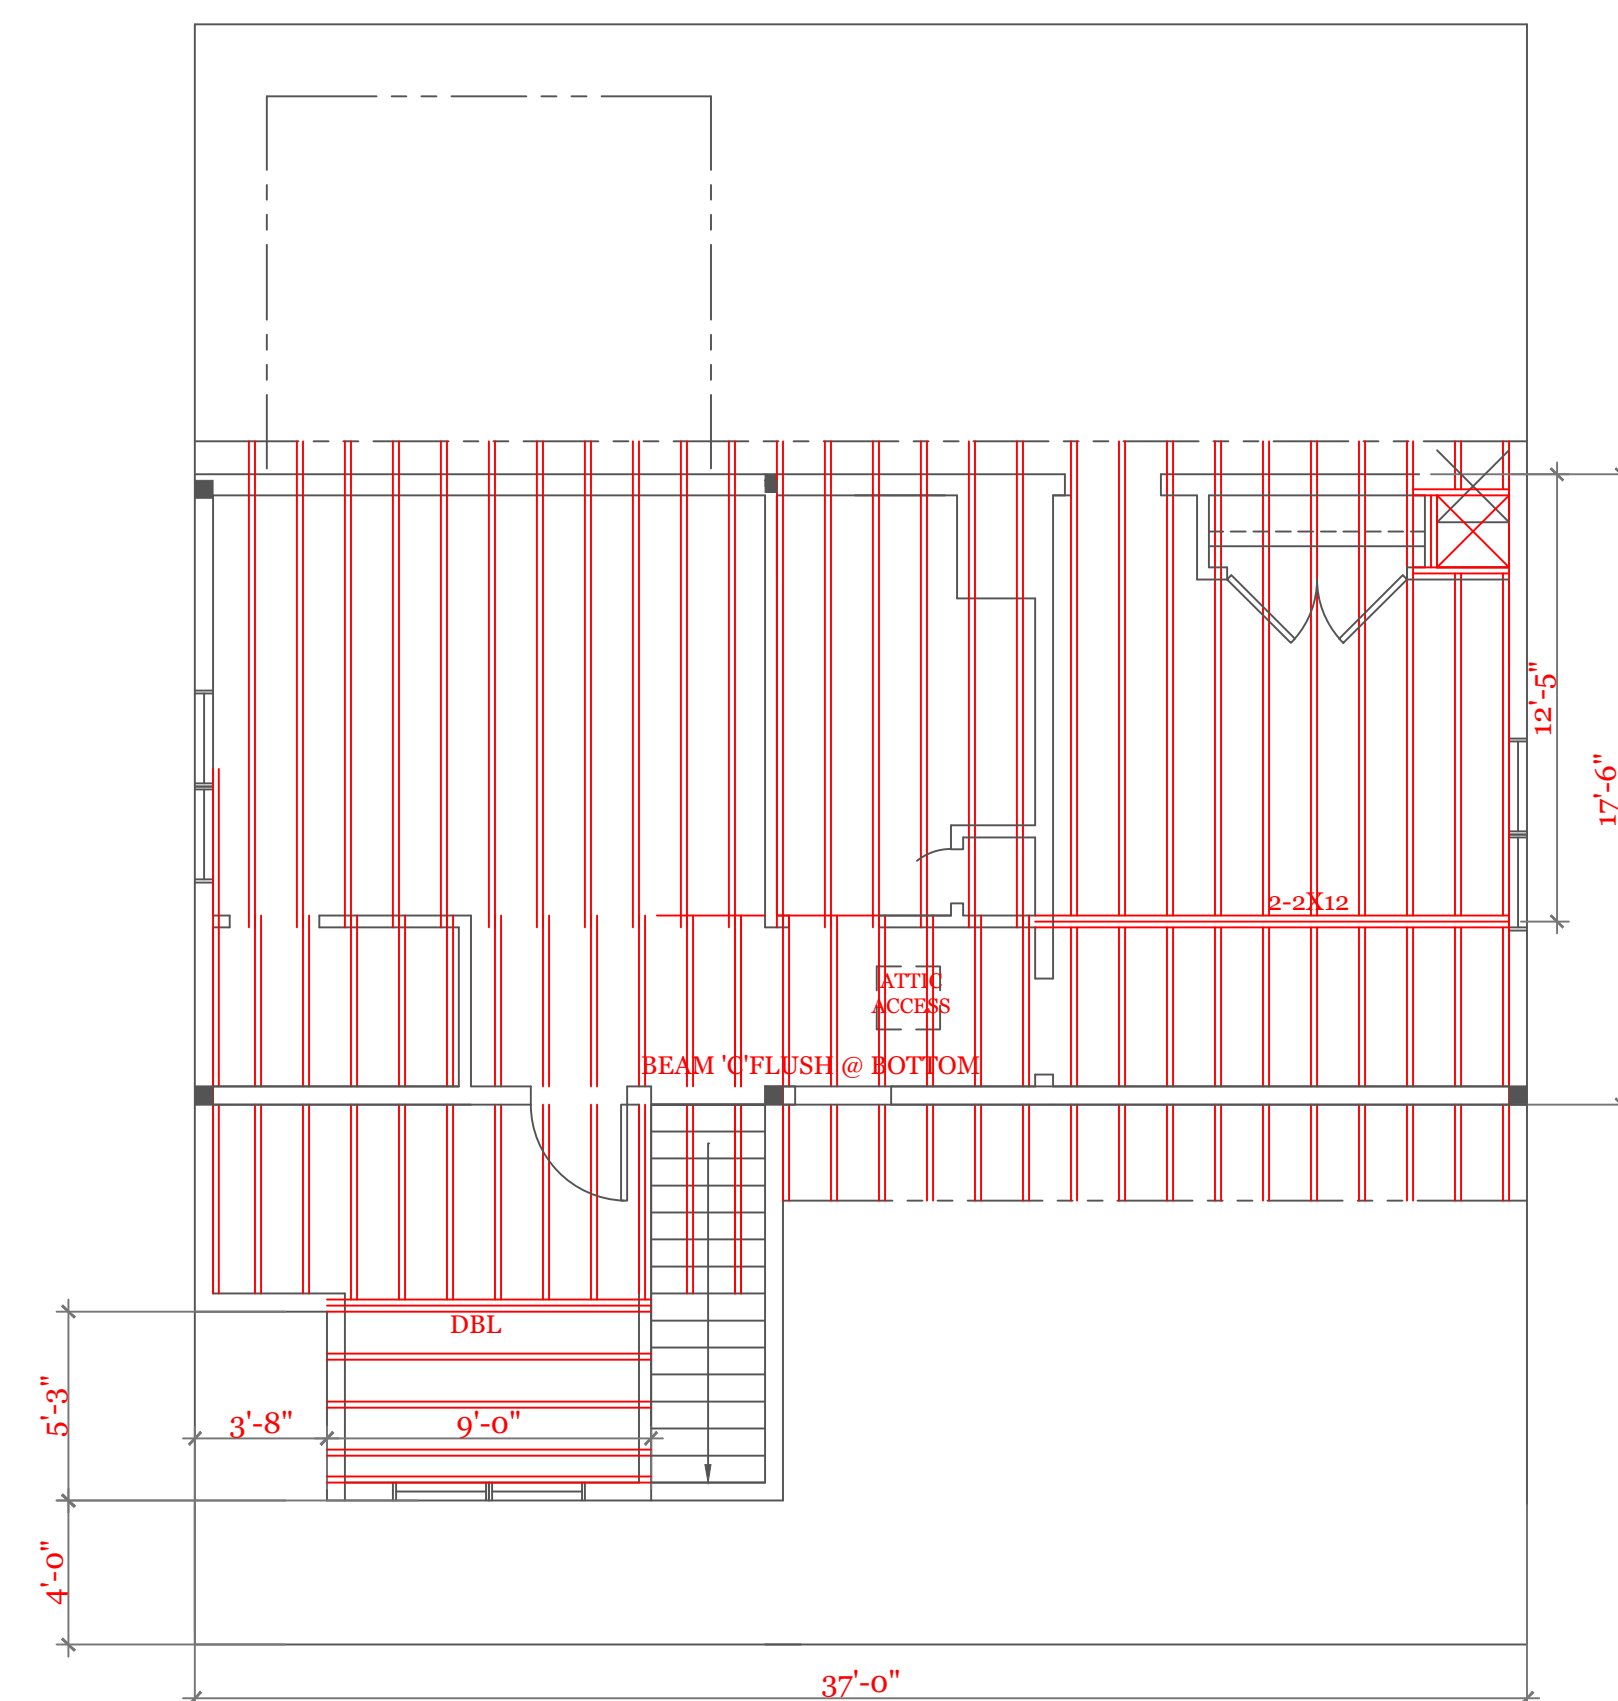 12'-5"
17'-6"
2-2X12
ATTIC
ACCESS
BEAM 'C'FLUSH @ BOTTOM
DBL
5'-3"
3'-8"
9'-0"
4'-0"
37'-0"